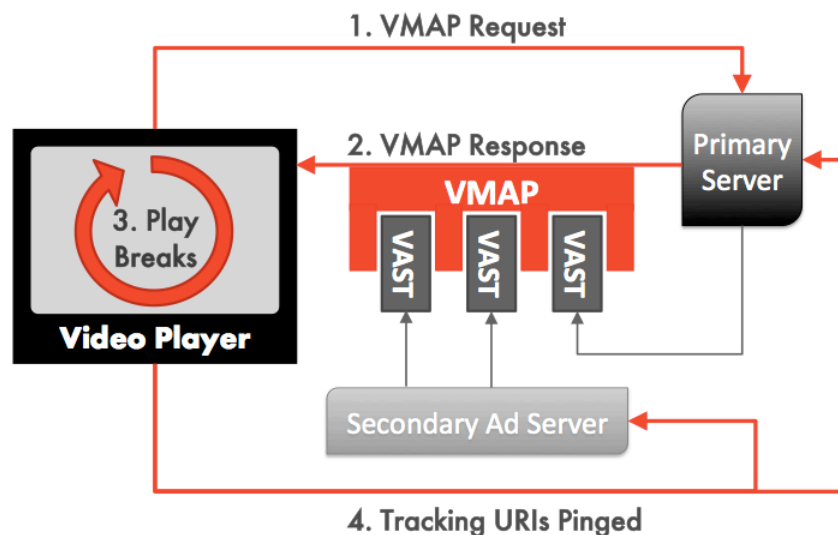 1. VMAP Request
2. VMAP Response
Primary
Server
VMAP
3. Play
Breaks
VAST
VAST
VAST
Video Player
Secondary Ad Server
4. Tracking URIs Pinged